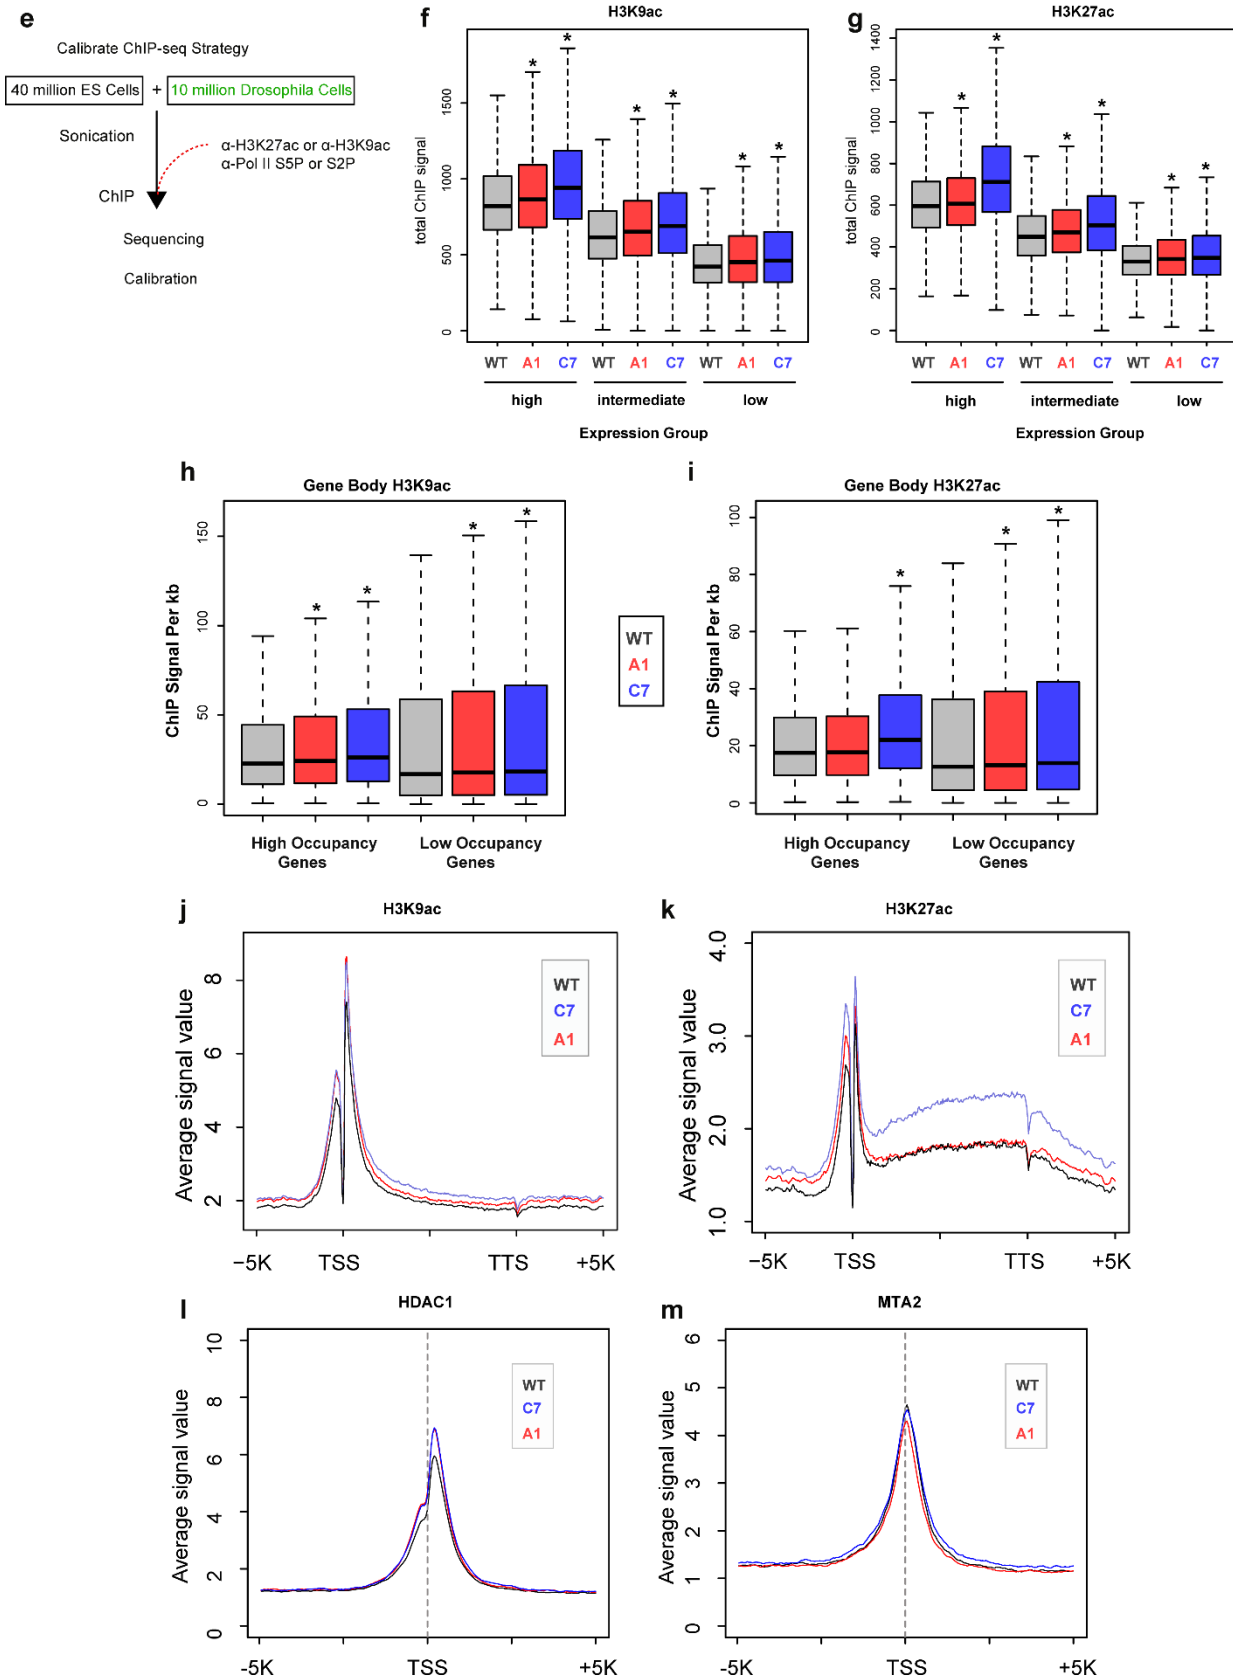 e
Calibrate ChIP-seq Strategy
40 million ES Cells + 10 million Drosophila Cells
Sonication
α-H3K27ac or α-H3K9ac
α-Pol II S5P or S2P
ChIP
Sequencing
Calibration
f
H3K9ac
total ChIP signal
1500
1000
500
0
* * * * * *
WT A1 C7 WT A1 C7 WT A1 C7
high intermediate low
Expression Group
g
H3K27ac
total ChIP signal
1400
1200
1000
800
600
400
200
0
* * * * * *
WT A1 C7 WT A1 C7 WT A1 C7
high intermediate low
Expression Group
h
Gene Body H3K9ac
ChIP Signal Per kb
150
100
50
0
* * * *
High Occupancy Low Occupancy
Genes Genes
WT
A1
C7
i
Gene Body H3K27ac
ChIP Signal Per kb
100
80
60
40
20
0
* * *
High Occupancy Low Occupancy
Genes Genes
j
H3K9ac
Average signal value
8
6
4
2
WT
C7
A1
−5K TSS TTS +5K
k
H3K27ac
Average signal value
4.0
3.0
2.0
1.0
WT
C7
A1
−5K TSS TTS +5K
l
HDAC1
Average signal value
10
8
6
4
2
0
WT
C7
A1
-5K TSS +5K
m
MTA2
Average signal value
6
5
4
3
2
1
0
WT
C7
A1
-5K TSS +5K